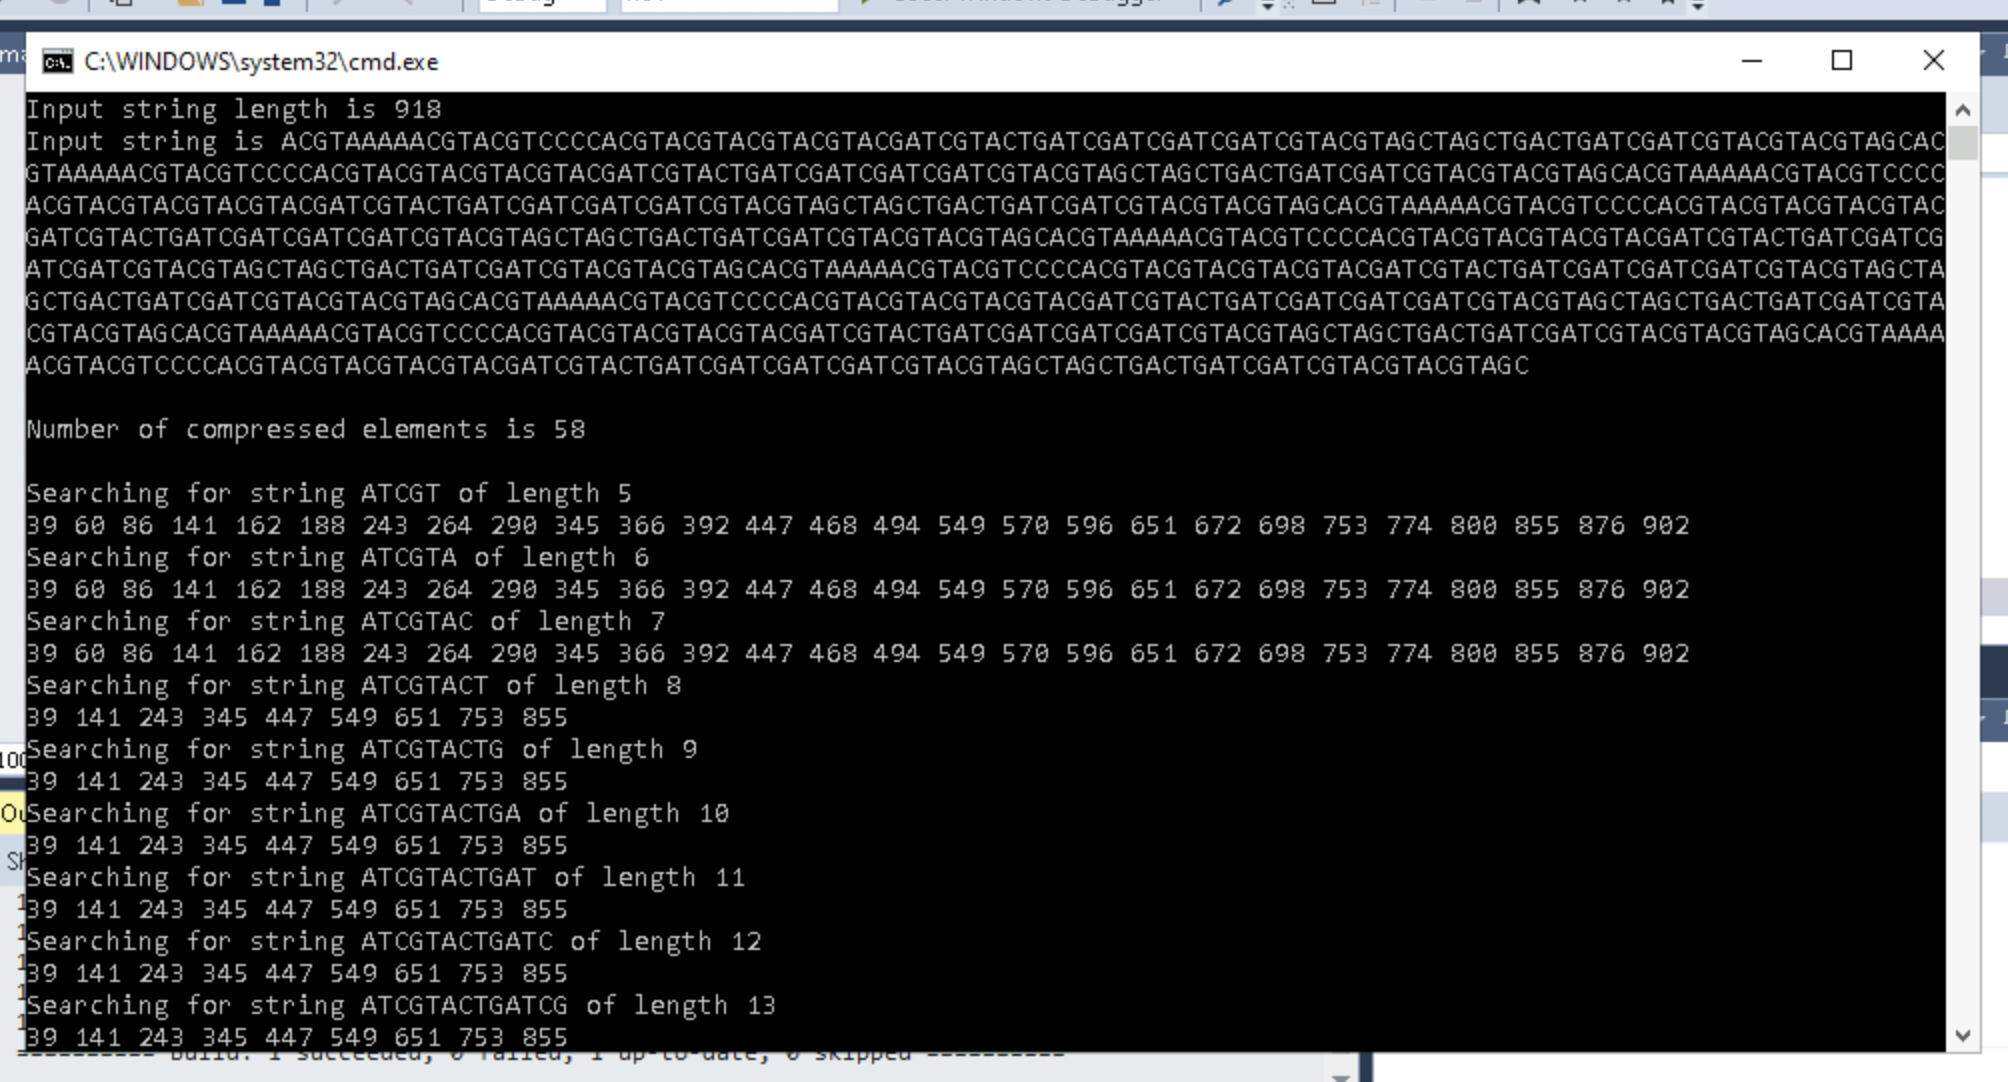 C:\WINDOWS\system32\cmd.exe
Input string length is 918
Input string is ACGTAAAAACGTACGTCCCCACGTACGTACGTACGTACGATCGTACTGATCGATCGATCGATCGTACGTAGCTAGCTGACTGATCGATCGTACGTACGTAGCAC
GTAAAAACGTACGTCCCCACGTACGTACGTACGTACGATCGTACTGATCGATCGATCGATCGTACGTAGCTAGCTGACTGATCGATCGTACGTACGTAGCACGTAAAAACGTACGTCCCC
ACGTACGTACGTACGTACGATCGTACTGATCGATCGATCGATCGTACGTAGCTAGCTGACTGATCGATCGTACGTACGTAGCACGTAAAAACGTACGTCCCCACGTACGTACGTACGTAC
GATCGTACTGATCGATCGATCGATCGTACGTAGCTAGCTGACTGATCGATCGTACGTACGTAGCACGTAAAAACGTACGTCCCCACGTACGTACGTACGTACGATCGTACTGATCGATCG
ATCGATCGTACGTAGCTAGCTGACTGATCGATCGTACGTACGTAGCACGTAAAAACGTACGTCCCCACGTACGTACGTACGTACGATCGTACTGATCGATCGATCGATCGTACGTAGCTA
GCTGACTGATCGATCGTACGTACGTAGCACGTAAAAACGTACGTCCCCACGTACGTACGTACGTACGATCGTACTGATCGATCGATCGATCGTACGTAGCTAGCTGACTGATCGATCGTA
CGTACGTAGCACGTAAAAACGTACGTCCCCACGTACGTACGTACGTACGATCGTACTGATCGATCGATCGATCGTACGTAGCTAGCTGACTGATCGATCGTACGTACGTAGCACGTAAAA
ACGTACGTCCCCACGTACGTACGTACGTACGATCGTACTGATCGATCGATCGATCGTACGTAGCTAGCTGACTGATCGATCGTACGTACGTAGC
Number of compressed elements is 58
Searching for string ATCGT of length 5
39 60 86 141 162 188 243 264 290 345 366 392 447 468 494 549 570 596 651 672 698 753 774 800 855 876 902
Searching for string ATCGTA of length 6
39 60 86 141 162 188 243 264 290 345 366 392 447 468 494 549 570 596 651 672 698 753 774 800 855 876 902
Searching for string ATCGTAC of length 7
39 60 86 141 162 188 243 264 290 345 366 392 447 468 494 549 570 596 651 672 698 753 774 800 855 876 902
Searching for string ATCGTACT of length 8
39 141 243 345 447 549 651 753 855
Searching for string ATCGTACTG of length 9
39 141 243 345 447 549 651 753 855
Searching for string ATCGTACTGA of length 10
39 141 243 345 447 549 651 753 855
Searching for string ATCGTACTGAT of length 11
39 141 243 345 447 549 651 753 855
Searching for string ATCGTACTGATC of length 12
39 141 243 345 447 549 651 753 855
Searching for string ATCGTACTGATCG of length 13
39 141 243 345 447 549 651 753 855
========== Build: 1 succeeded, 0 failed, 1 up-to-date, 0 skipped ==========